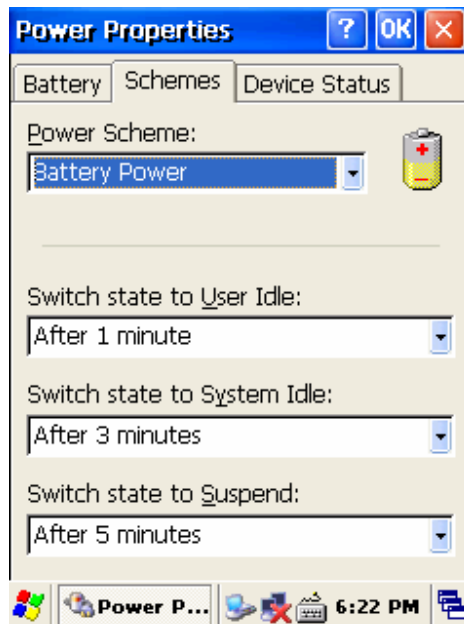 Power Properties ? OK ×
Battery Schemes Device Status
Power Scheme:
Battery Power
Switch state to User Idle:
After 1 minute
Switch state to System Idle:
After 3 minutes
Switch state to Suspend:
After 5 minutes
Power P... 6:22 PM